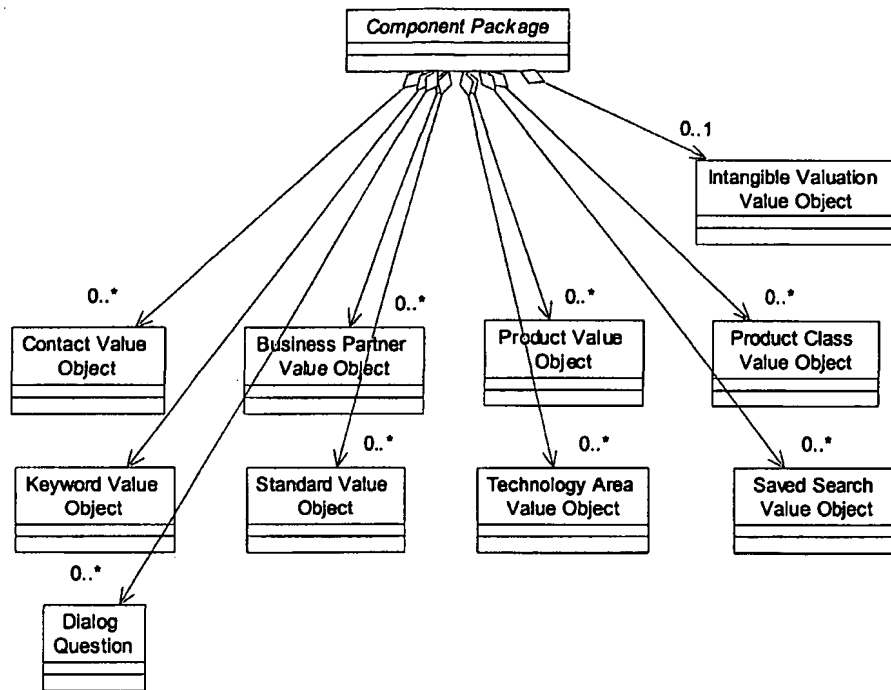 Component Package
0..1
Intangible Valuation
Value Object
0..*
0..*
0..*
0..*
Contact Value
Object
Business Partner
Value Object
Product Value
Object
Product Class
Value Object
0..*
0..*
0..*
Keyword Value
Object
Standard Value
Object
Technology Area
Value Object
Saved Search
Value Object
0..*
Dialog
Question